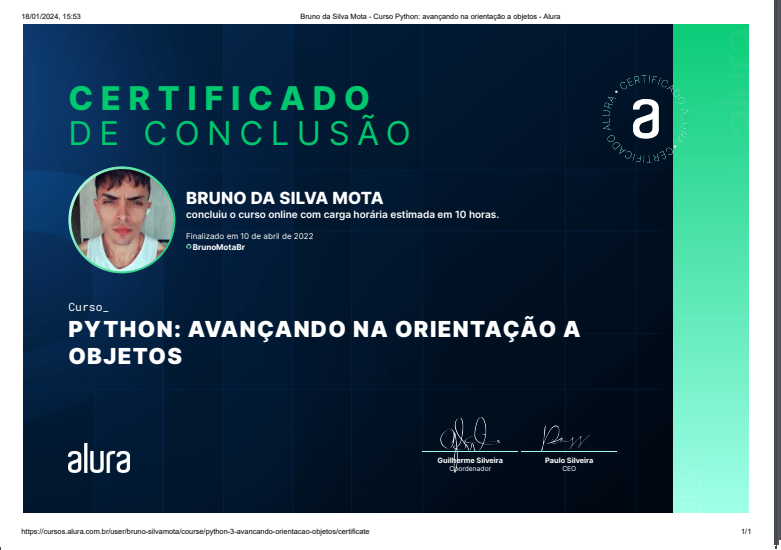 18/01/2024, 15:53
Bruno da Silva Mota - Curso Python: avançando na orientação a objetos - Alura
CERTIFICADO
DE CONCLUSÃO
CERTIFICADO ALURA • CERTIFICADO ALURA •
a
alura
BRUNO DA SILVA MOTA
concluiu o curso online com carga horária estimada em 10 horas.
Finalizado em 10 de abril de 2022
BrunoMotaBr
Curso_
PYTHON: AVANÇANDO NA ORIENTAÇÃO A
OBJETOS
alura
Guilherme Silveira
Coordenador
Paulo Silveira
CEO
https://cursos.alura.com.br/user/bruno-silvamota/course/python-3-avancando-orientacao-objetos/certificate
1/1